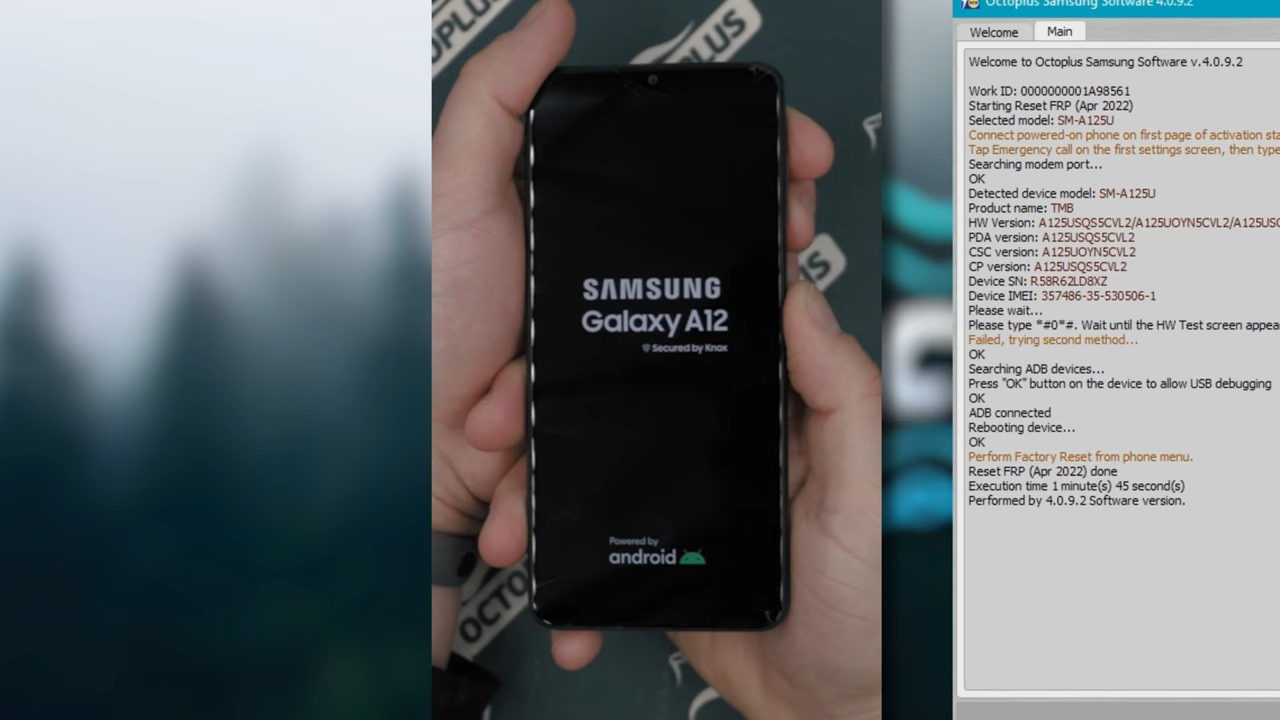 OPLUS
PLUS
US
OCTO
SAMSUNG
Galaxy A12
Secured by Knox
Powered by
android
Octoplus Samsung Software 4.0.9.2
Welcome
Main
Welcome to Octoplus Samsung Software v.4.0.9.2
Work ID: 000000001A98561
Starting Reset FRP (Apr 2022)
Selected model: SM-A125U
Connect powered-on phone on first page of activation sta
Tap Emergency call on the first settings screen, then type
Searching modem port...
OK
Detected device model: SM-A125U
Product name: TMB
HW Version: A125USQS5CVL2/A125UOYN5CVL2/A125USQ
PDA version: A125USQS5CVL2
CSC version: A125UOYN5CVL2
CP version: A125USQS5CVL2
Device SN: R58R62LD8XZ
Device IMEI: 357486-35-530506-1
Please wait...
Please type *#0*#. Wait until the HW Test screen appea
Failed, trying second method...
OK
Searching ADB devices...
Press "OK" button on the device to allow USB debugging
OK
ADB connected
Rebooting device...
OK
Perform Factory Reset from phone menu.
Reset FRP (Apr 2022) done
Execution time 1 minute(s) 45 second(s)
Performed by 4.0.9.2 Software version.